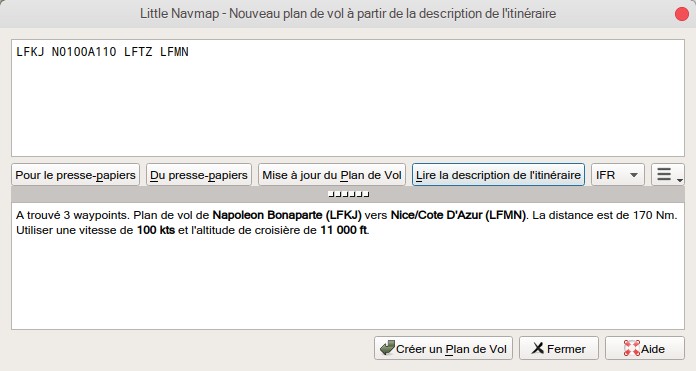 Little Navmap - Nouveau plan de vol à partir de la description de l'itinéraire
LFKJ N0100A110 LFTZ LFMN
Pour le presse-papiers Du presse-papiers Mise à jour du Plan de Vol Lire la description de l'itinéraire IFR
A trouvé 3 waypoints. Plan de vol de Napoleon Bonaparte (LFKJ) vers Nice/Cote D'Azur (LFMN). La distance est de 170 Nm.
Utiliser une vitesse de 100 kts et l'altitude de croisière de 11 000 ft.
Créer un Plan de Vol Fermer Aide